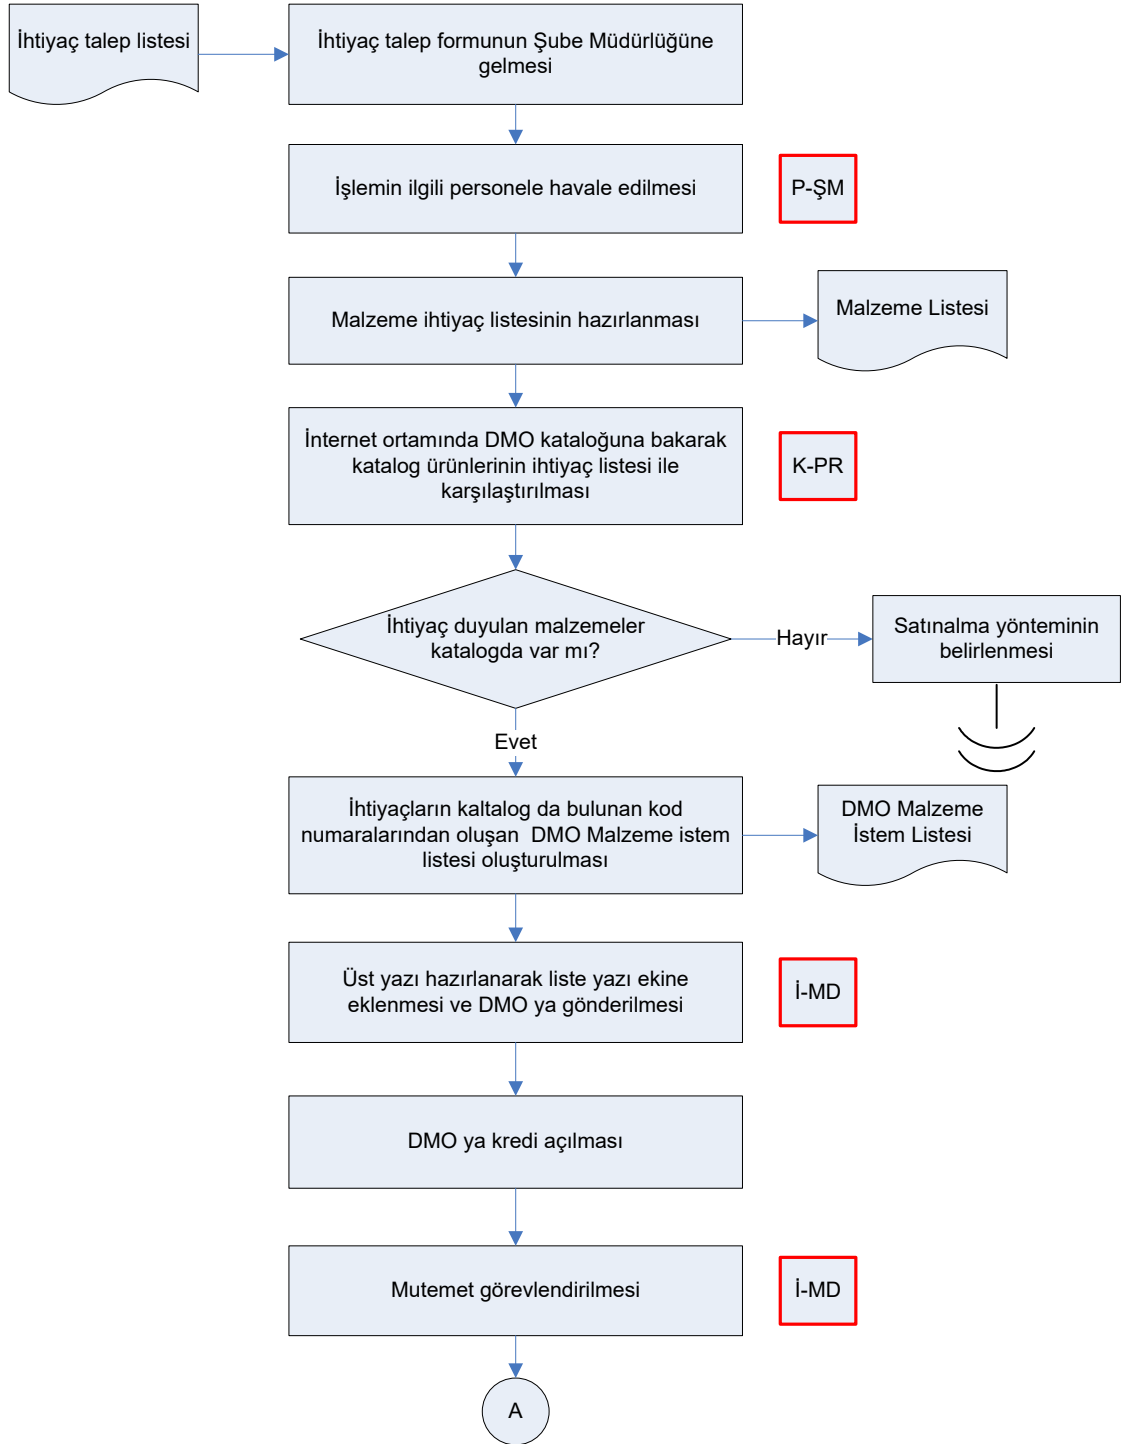 İhtiyaç talep listesi
İhtiyaç talep formunun Şube Müdürlüğüne
gelmesi
İşlemin ilgili personele havale edilmesi
P-ŞM
Malzeme ihtiyaç listesinin hazırlanması
Malzeme Listesi
İnternet ortamında DMO kataloğuna bakarak
katalog ürünlerinin ihtiyaç listesi ile
karşılaştırılması
K-PR
İhtiyaç duyulan malzemeler
katalogda var mı?
Hayır
Satınalma yönteminin
belirlenmesi
Evet
İhtiyaçların kaltalog da bulunan kod
numaralarından oluşan  DMO Malzeme istem
listesi oluşturulması
DMO Malzeme
İstem Listesi
Üst yazı hazırlanarak liste yazı ekine
eklenmesi ve DMO ya gönderilmesi
İ-MD
DMO ya kredi açılması
Mutemet görevlendirilmesi
İ-MD
A